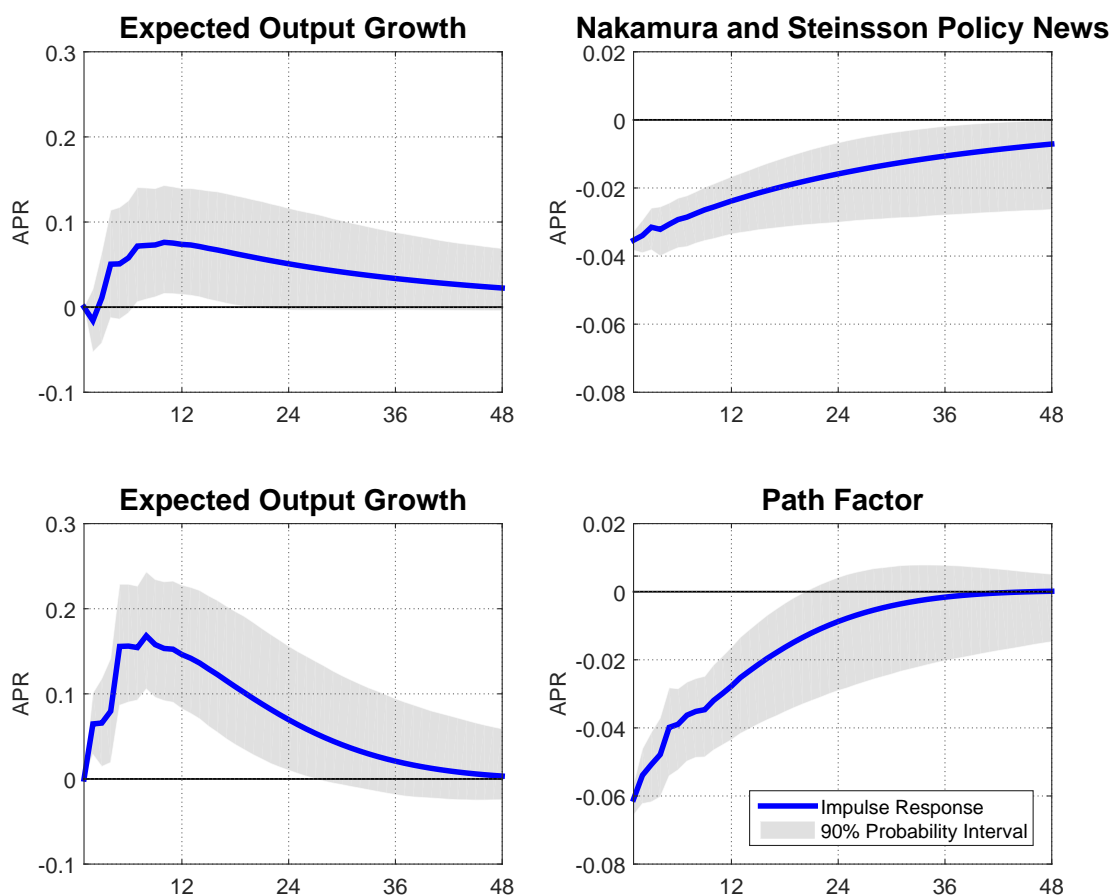 Expected Output Growth
0.3
0.2
0.1
0
-0.1
APR
12 24 36 48
Nakamura and Steinsson Policy News
0.02
0
-0.02
-0.04
-0.06
-0.08
APR
12 24 36 48
Expected Output Growth
0.3
0.2
0.1
0
-0.1
APR
12 24 36 48
Path Factor
0.02
0
-0.02
-0.04
-0.06
-0.08
APR
Impulse Response
90% Probability Interval
12 24 36 48